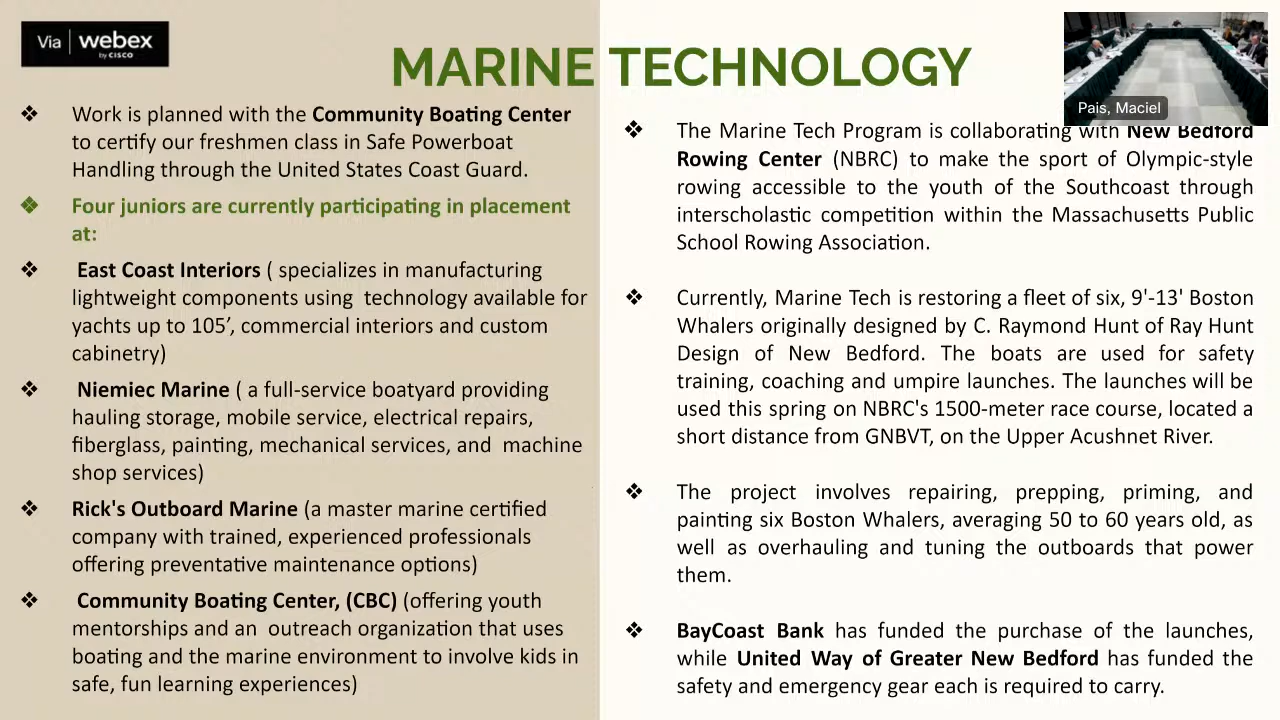 Via | webex
by CISCO
MARINE TECHNOLOGY
Pais, Maciel
❖ Work is planned with the Community Boating Center
to certify our freshmen class in Safe Powerboat
Handling through the United States Coast Guard.
❖ Four juniors are currently participating in placement
at:
❖ East Coast Interiors ( specializes in manufacturing
lightweight components using technology available for
yachts up to 105’, commercial interiors and custom
cabinetry)
❖ Niemiec Marine ( a full-service boatyard providing
hauling storage, mobile service, electrical repairs,
fiberglass, painting, mechanical services, and machine
shop services)
❖ Rick's Outboard Marine (a master marine certified
company with trained, experienced professionals
offering preventative maintenance options)
❖ Community Boating Center, (CBC) (offering youth
mentorships and an outreach organization that uses
boating and the marine environment to involve kids in
safe, fun learning experiences)
❖ The Marine Tech Program is collaborating with New Bedford
Rowing Center (NBRC) to make the sport of Olympic-style
rowing accessible to the youth of the Southcoast through
interscholastic competition within the Massachusetts Public
School Rowing Association.
❖ Currently, Marine Tech is restoring a fleet of six, 9'-13' Boston
Whalers originally designed by C. Raymond Hunt of Ray Hunt
Design of New Bedford. The boats are used for safety
training, coaching and umpire launches. The launches will be
used this spring on NBRC's 1500-meter race course, located a
short distance from GNBVT, on the Upper Acushnet River.
❖ The project involves repairing, prepping, priming, and
painting six Boston Whalers, averaging 50 to 60 years old, as
well as overhauling and tuning the outboards that power
them.
❖ BayCoast Bank has funded the purchase of the launches,
while United Way of Greater New Bedford has funded the
safety and emergency gear each is required to carry.